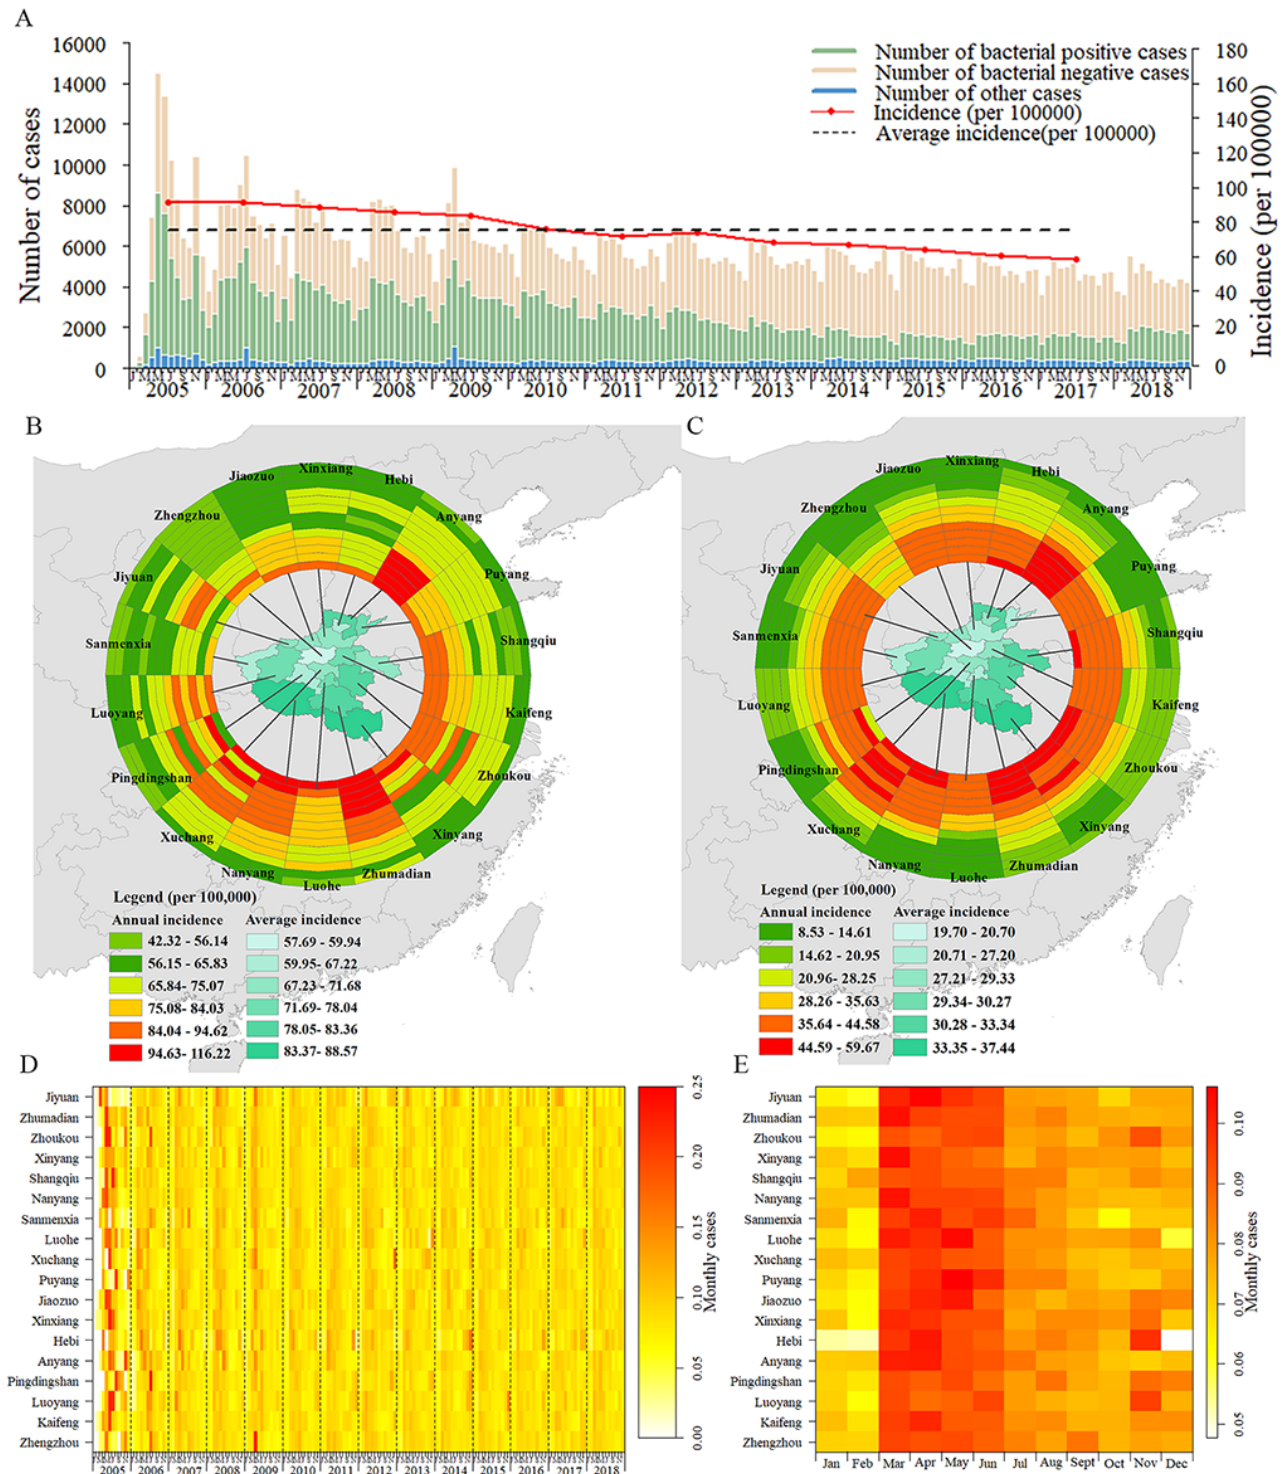 A
16000
14000
12000
10000
8000
6000
4000
2000
0
Number of cases
Number of bacterial positive cases
Number of bacterial negative cases
Number of other cases
Incidence (per 100000)
Average incidence(per 100000)
180
160
140
120
100
80
60
40
20
0
Incidence (per 100000)
2005 2006 2007 2008 2009 2010 2011 2012 2013 2014 2015 2016 2017 2018
B
Xinxiang
Jiaozuo
Hebi
Zhengzhou
Anyang
Jiyuan
Puyang
Sanmenxia
Shangqiu
Luoyang
Kaifeng
Pingdingshan
Zhoukou
Xuchang
Xinyang
Nanyang
Zhumadian
Luohe
Legend (per 100,000)
Annual incidence Average incidence
42.32 - 56.14 57.69 - 59.94
56.15 - 65.83 59.95- 67.22
65.84 - 75.07 67.23 - 71.68
75.08- 84.03 71.69- 78.04
84.04 - 94.62 78.05- 83.36
94.63- 116.22 83.37- 88.57
C
Xinxiang
Jiaozuo
Hebi
Zhengzhou
Anyang
Jiyuan
Puyang
Sanmenxia
Shangqiu
Luoyang
Kaifeng
Pingdingshan
Zhoukou
Xuchang
Xinyang
Nanyang
Zhumadian
Luohe
Legend (per 100,000)
Annual incidence Average incidence
8.53 - 14.61 19.70 - 20.70
14.62 - 20.95 20.71 - 27.20
20.96- 28.25 27.21 - 29.33
28.26 - 35.63 29.34- 30.27
35.64 - 44.58 30.28 - 33.34
44.59 - 59.67 33.35 - 37.44
D
Jiyuan
Zhumadian
Zhoukou
Xinyang
Shangqiu
Nanyang
Sanmenxia
Luohe
Xuchang
Puyang
Jiaozuo
Xinxiang
Hebi
Anyang
Pingdingshan
Luoyang
Kaifeng
Zhengzhou
2005 2006 2007 2008 2009 2010 2011 2012 2013 2014 2015 2016 2017 2018
0.25
0.20
0.15
0.10
0.05
0.00
Monthly cases
E
Jiyuan
Zhumadian
Zhoukou
Xinyang
Shangqiu
Nanyang
Sanmenxia
Luohe
Xuchang
Puyang
Jiaozuo
Xinxiang
Hebi
Anyang
Pingdingshan
Luoyang
Kaifeng
Zhengzhou
Jan Feb Mar Apr May Jun Jul Aug Sept Oct Nov Dec
0.10
0.09
0.08
0.07
0.06
0.05
Monthly cases